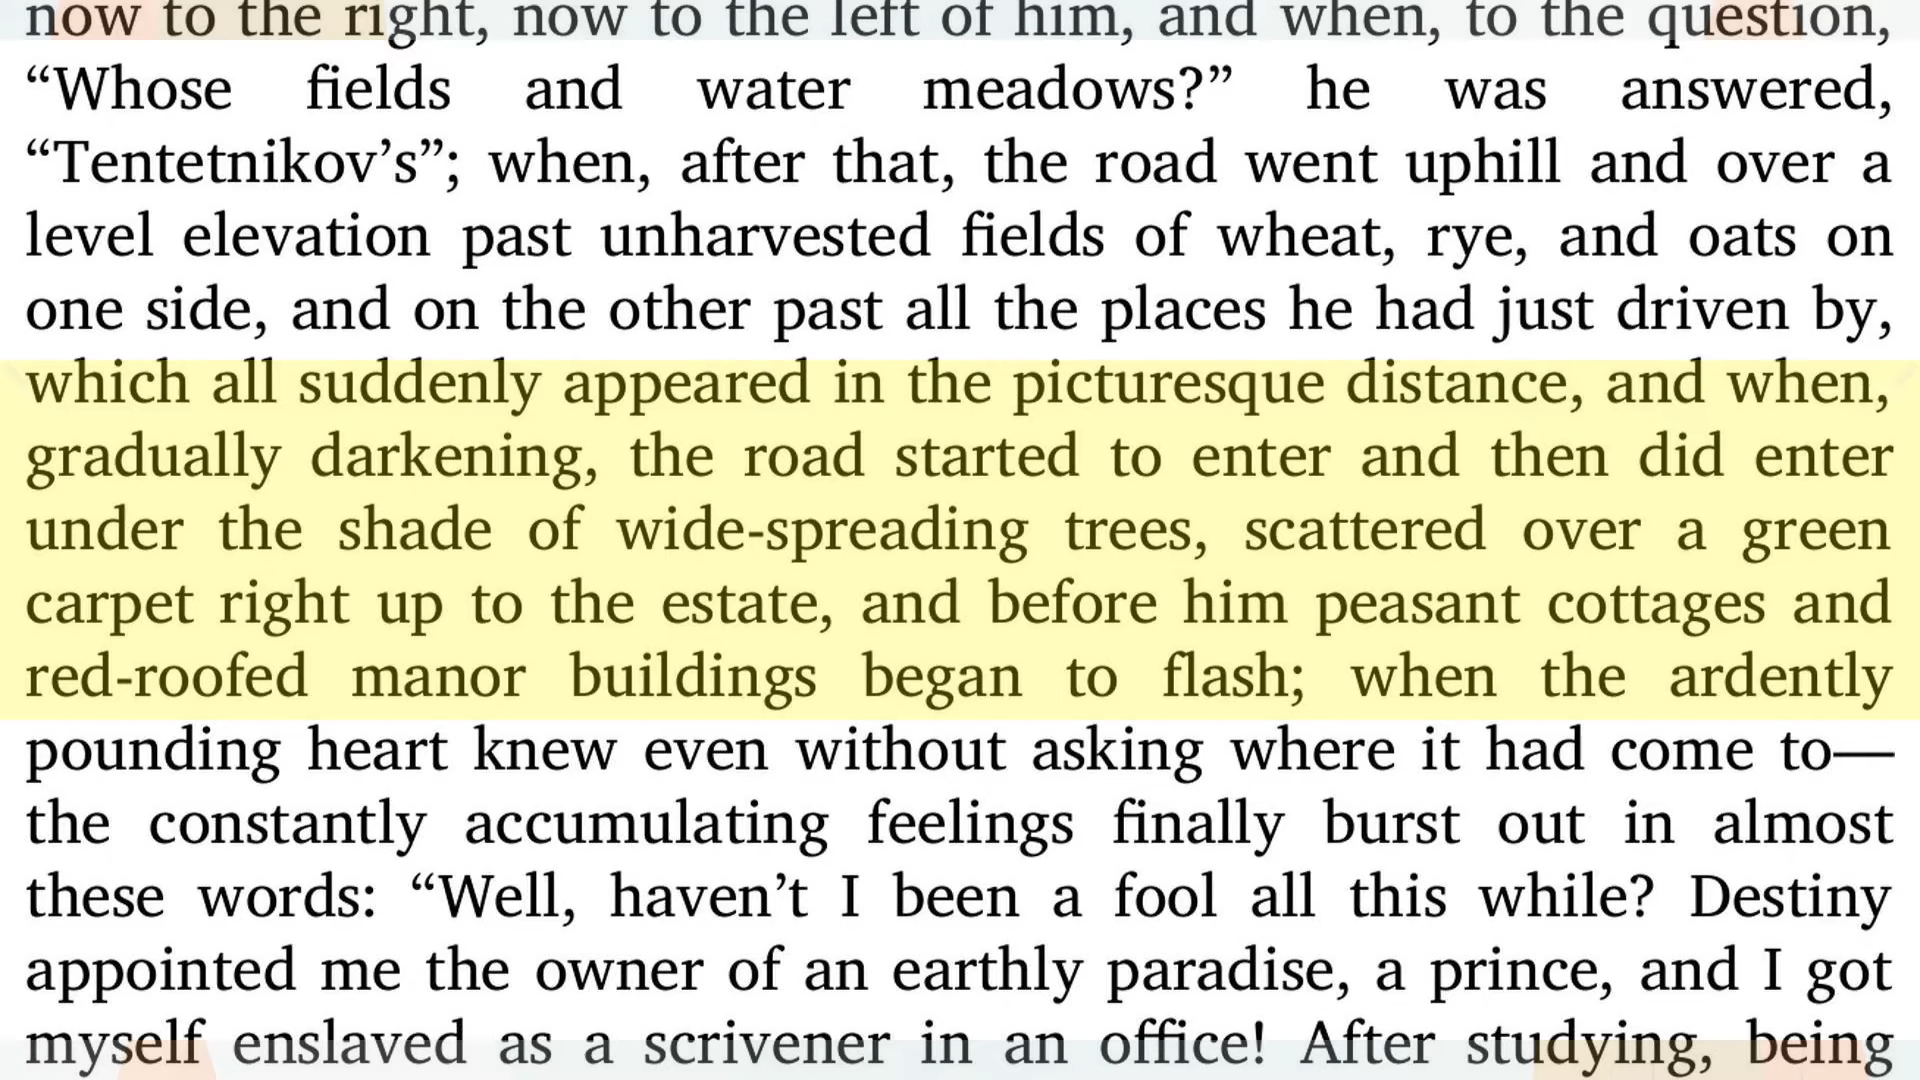 now to the right, now to the left of him, and when, to the question,
“Whose fields and water meadows?” he was answered,
“Tentetnikov’s”; when, after that, the road went uphill and over a
level elevation past unharvested fields of wheat, rye, and oats on
one side, and on the other past all the places he had just driven by,
which all suddenly appeared in the picturesque distance, and when,
gradually darkening, the road started to enter and then did enter
under the shade of wide-spreading trees, scattered over a green
carpet right up to the estate, and before him peasant cottages and
red-roofed manor buildings began to flash; when the ardently
pounding heart knew even without asking where it had come to—
the constantly accumulating feelings finally burst out in almost
these words: “Well, haven’t I been a fool all this while? Destiny
appointed me the owner of an earthly paradise, a prince, and I got
myself enslaved as a scrivener in an office! After studying, being